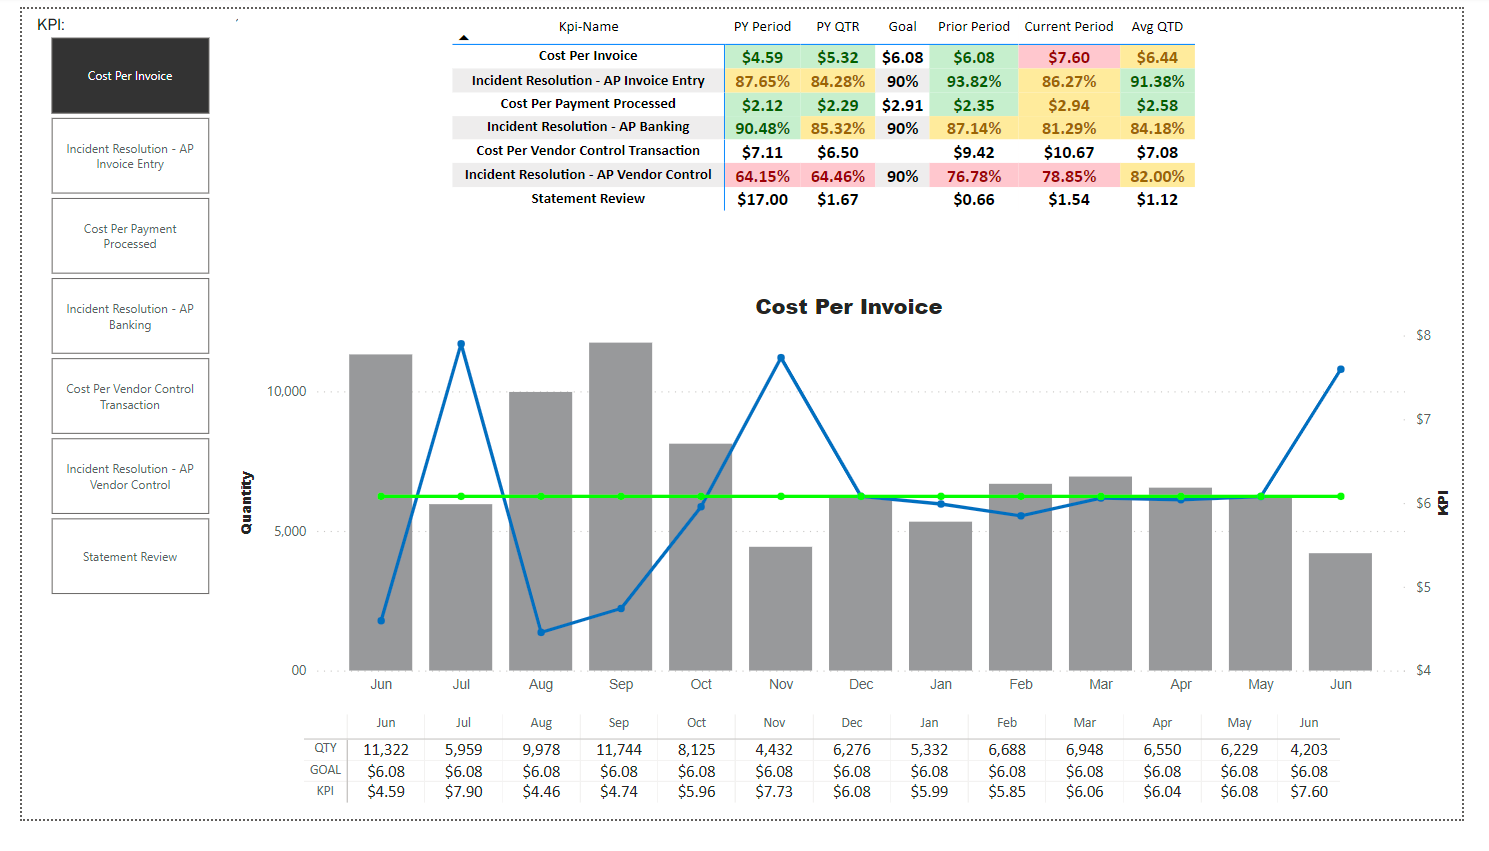 KPI:
Cost Per Invoice
Incident Resolution - AP
Invoice Entry
Cost Per Payment
Processed
Incident Resolution - AP
Banking
Cost Per Vendor Control
Transaction
Incident Resolution - AP
Vendor Control
Statement Review
Kpi-Name PY Period PY QTR Goal Prior Period Current Period Avg QTD
Cost Per Invoice $4.59 $5.32 $6.08 $6.08 $7.60 $6.44
Incident Resolution - AP Invoice Entry 87.65% 84.28% 90% 93.82% 86.27% 91.38%
Cost Per Payment Processed $2.12 $2.29 $2.91 $2.35 $2.94 $2.58
Incident Resolution - AP Banking 90.48% 85.32% 90% 87.14% 81.29% 84.18%
Cost Per Vendor Control Transaction $7.11 $6.50 $9.42 $10.67 $7.08
Incident Resolution - AP Vendor Control 64.15% 64.46% 90% 76.78% 78.85% 82.00%
Statement Review $17.00 $1.67 $0.66 $1.54 $1.12
Cost Per Invoice
Quantity
10,000
5,000
00
$8
$7
$6
$5
$4
KPI
Jun Jul Aug Sep Oct Nov Dec Jan Feb Mar Apr May Jun
Jun Jul Aug Sep Oct Nov Dec Jan Feb Mar Apr May Jun
QTY 11,322 5,959 9,978 11,744 8,125 4,432 6,276 5,332 6,688 6,948 6,550 6,229 4,203
GOAL $6.08 $6.08 $6.08 $6.08 $6.08 $6.08 $6.08 $6.08 $6.08 $6.08 $6.08 $6.08 $6.08
KPI $4.59 $7.90 $4.46 $4.74 $5.96 $7.73 $6.08 $5.99 $5.85 $6.06 $6.04 $6.08 $7.60